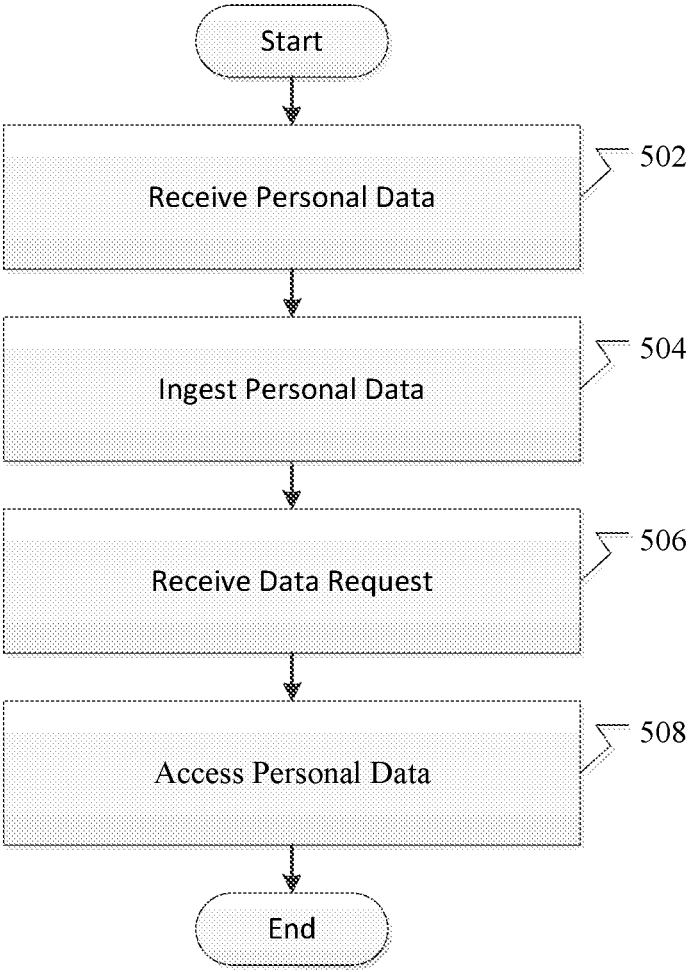 Start
Receive Personal Data
502
Ingest Personal Data
504
Receive Data Request
506
Access Personal Data
508
End